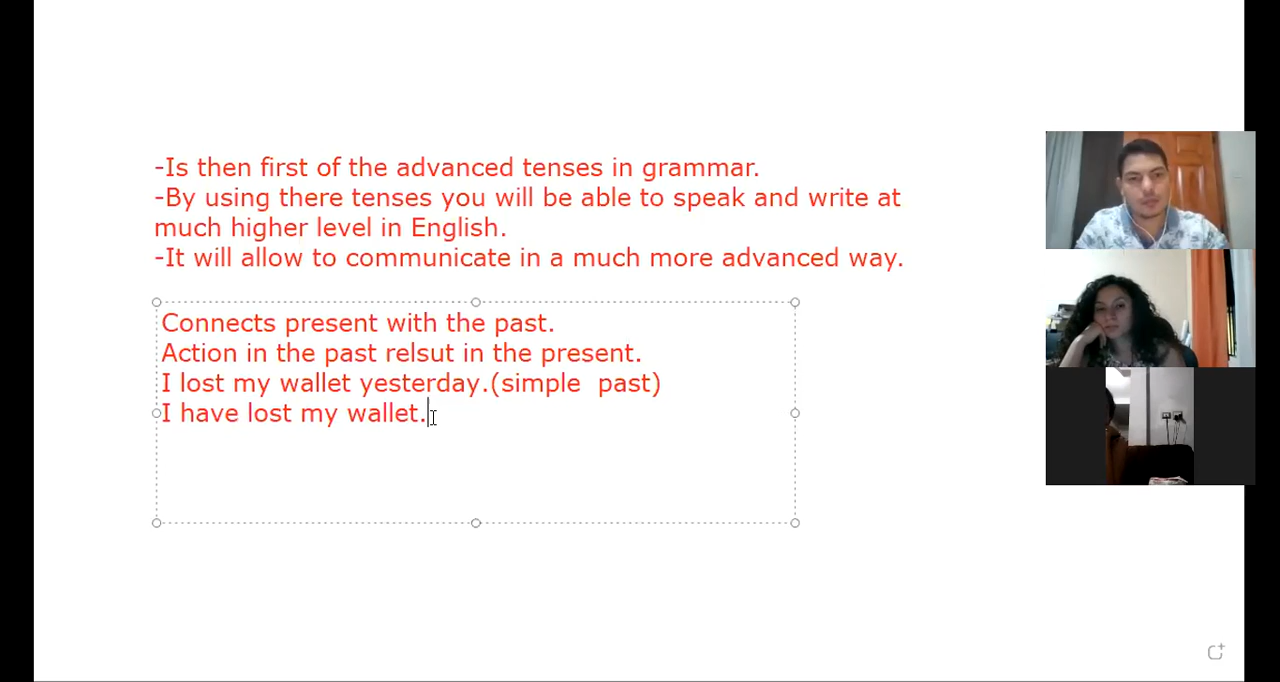 -Is then first of the advanced tenses in grammar.
-By using there tenses you will be able to speak and write at
much higher level in English.
-It will allow to communicate in a much more advanced way.
Connects present with the past.
Action in the past relsut in the present.
I lost my wallet yesterday.(simple  past)
I have lost my wallet.